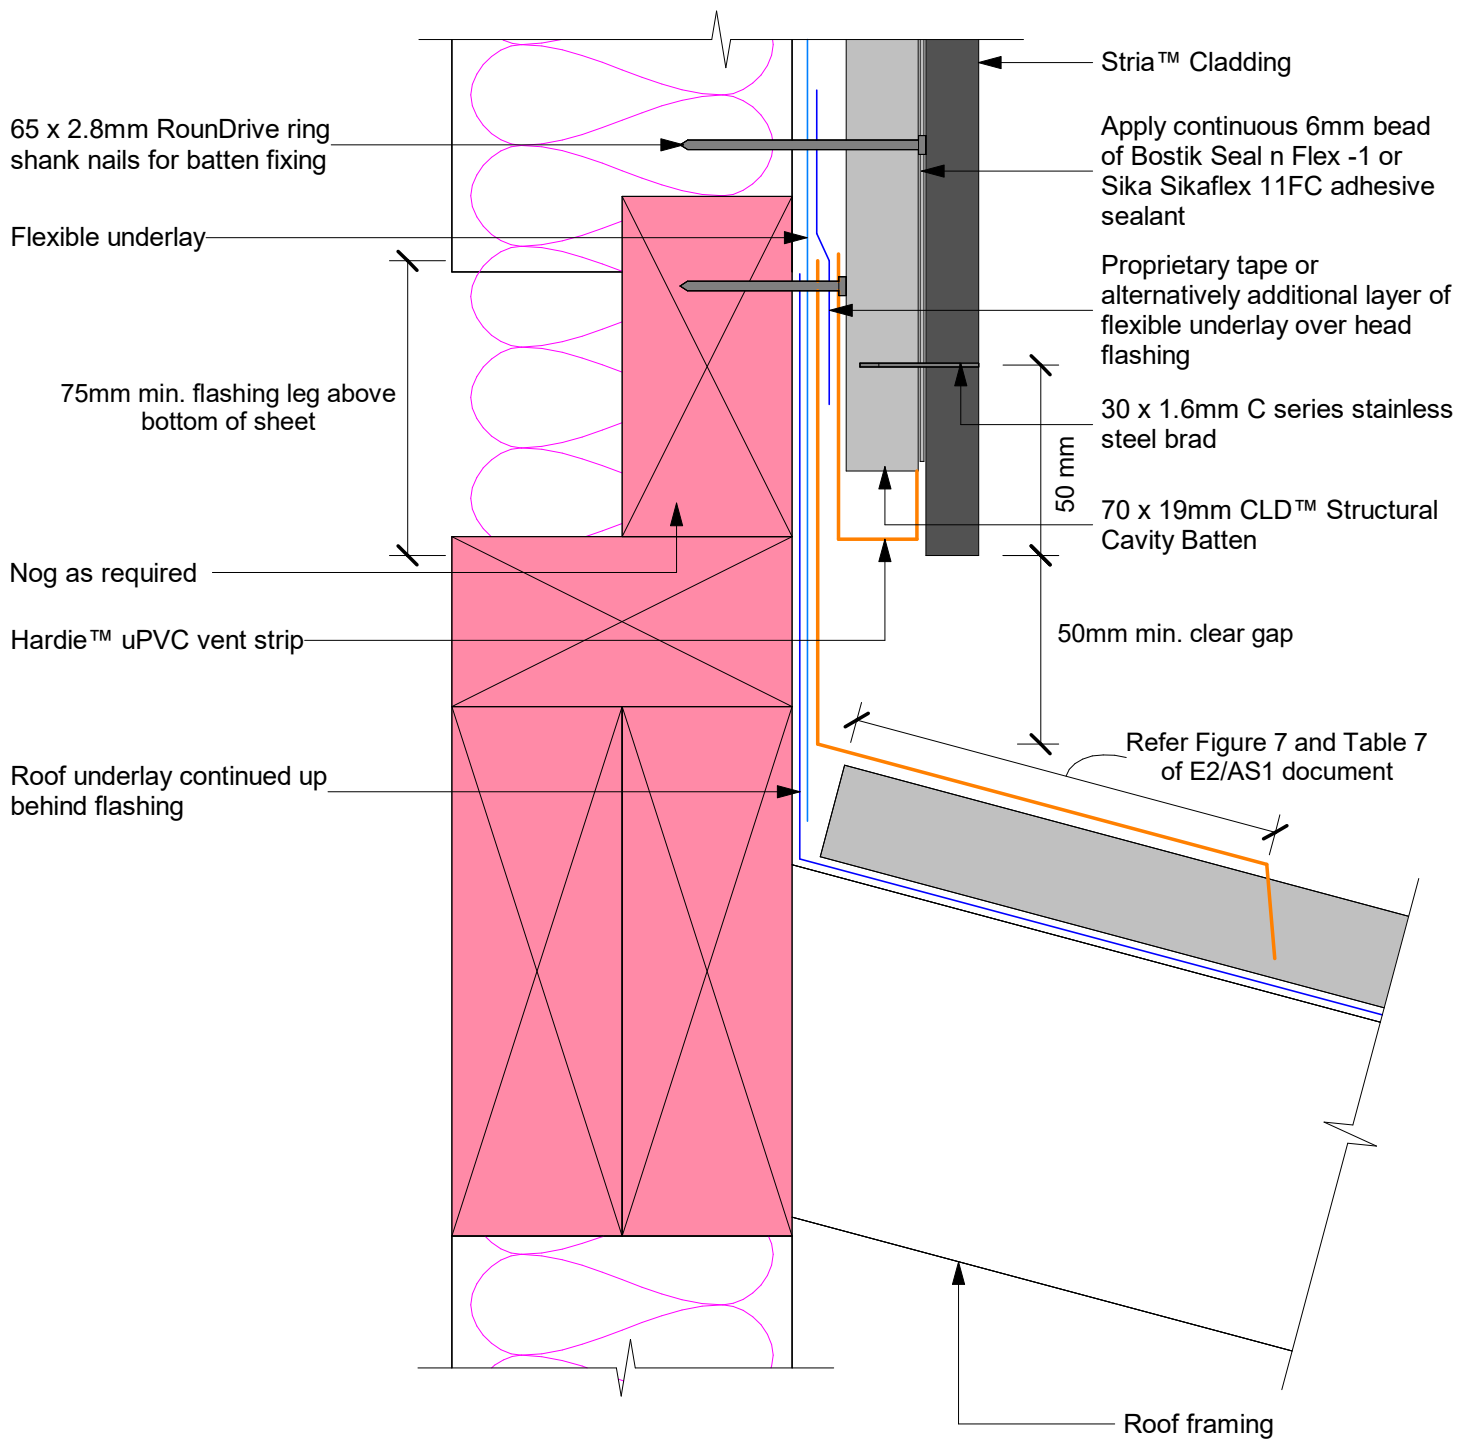 65 x 2.8mm RounDrive ring
shank nails for batten fixing
Flexible underlay
75mm min. flashing leg above
bottom of sheet
Nog as required
Hardie™ uPVC vent strip
Roof underlay continued up
behind flashing
Stria™ Cladding
Apply continuous 6mm bead
of Bostik Seal n Flex -1 or
Sika Sikaflex 11FC adhesive
sealant
Proprietary tape or
alternatively additional layer of
flexible underlay over head
flashing
30 x 1.6mm C series stainless
steel brad
50 mm
70 x 19mm CLD™ Structural
Cavity Batten
50mm min. clear gap
Refer Figure 7 and Table 7
of E2/AS1 document
Roof framing